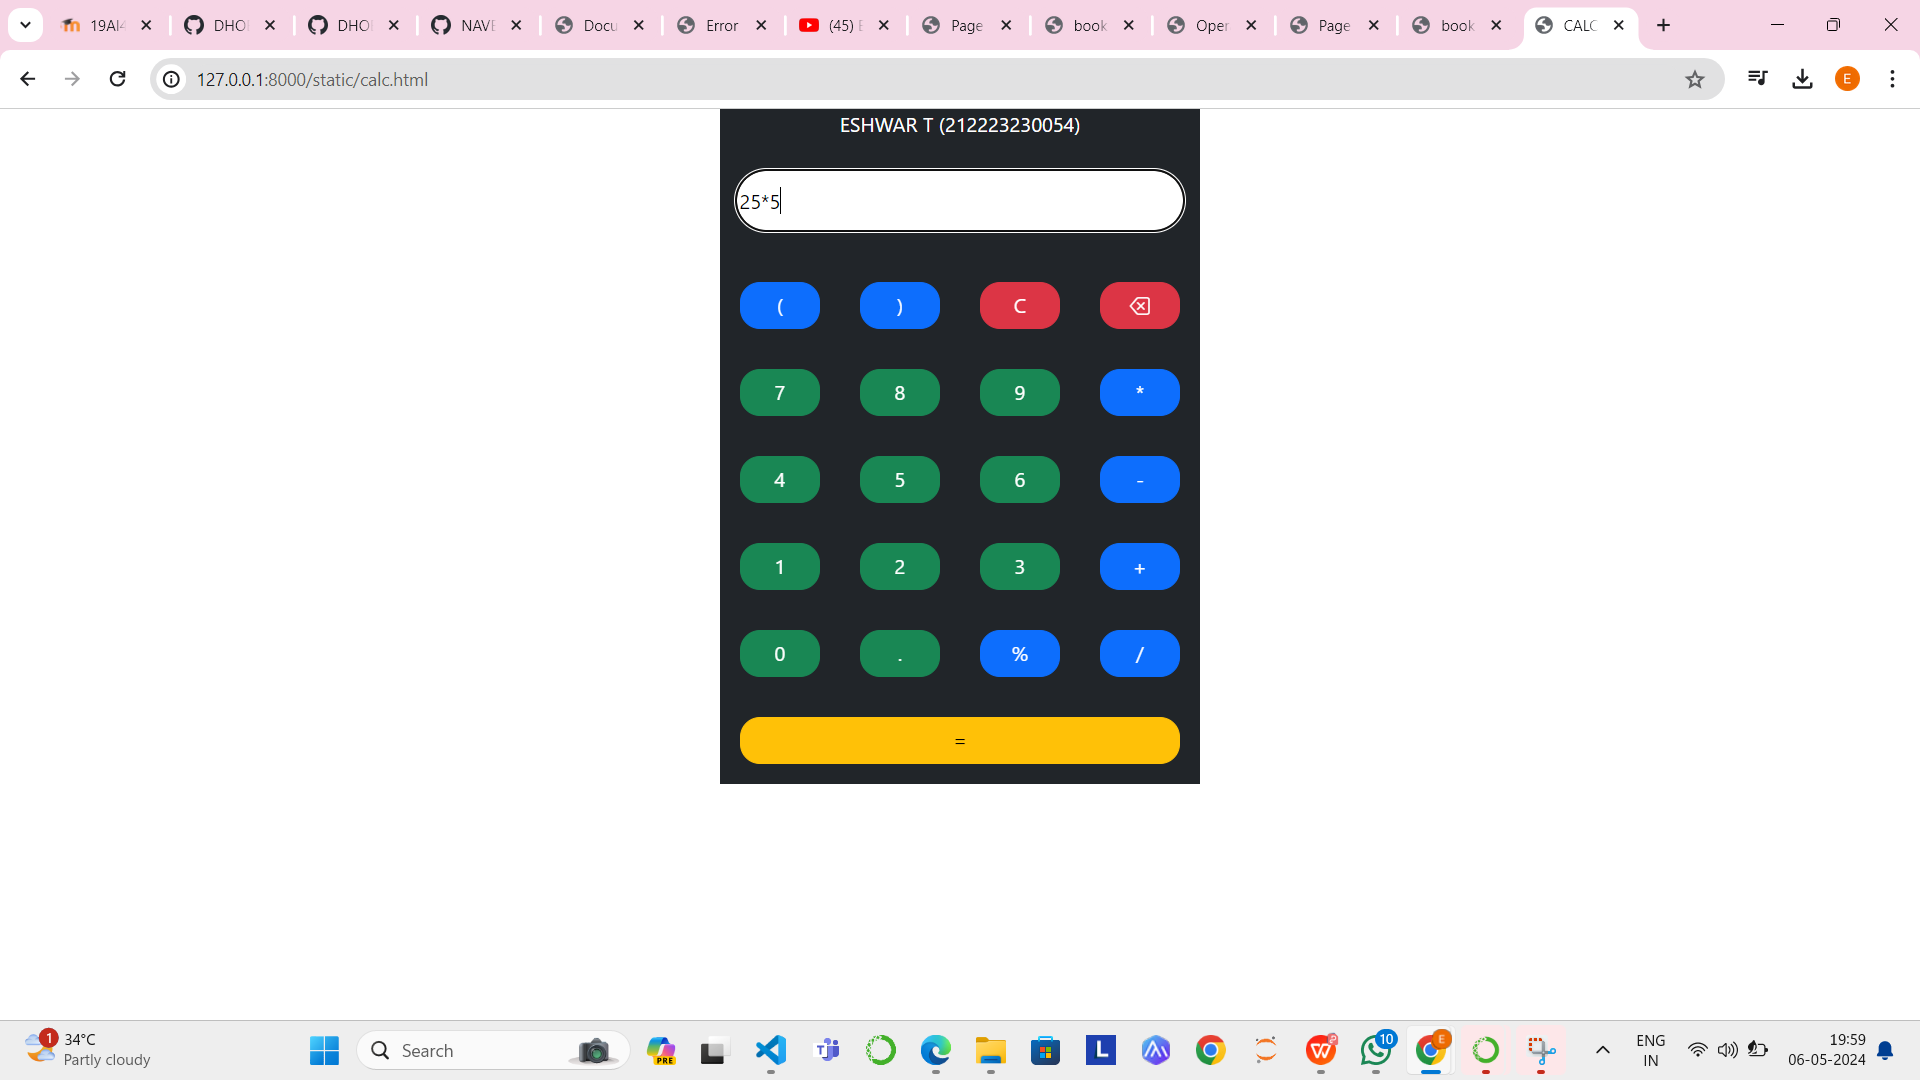 19AI4
DHO
DHO
NAVE
Docu
Error
(45) E
Page
book
Oper
Page
book
CALC
127.0.0.1:8000/static/calc.html
E
ESHWAR T (212223230054)
25*5
( ) C
7 8 9 *
4 5 6 -
1 2 3 +
0 . % /
=
1
34°C
Partly cloudy
Search
PRE
T
L
W
10
E
ENG
IN
19:59
06-05-2024